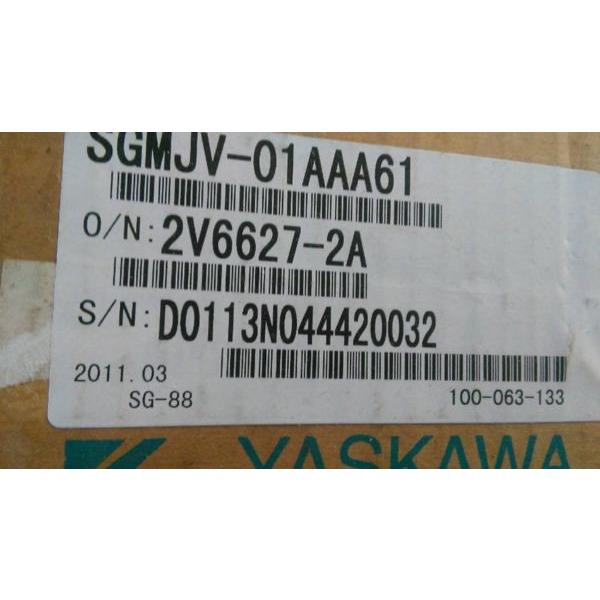 SGMJV-01AAA61
O/N: 2V6627-2A
S/N: D0113N044420032
2011.03
SG-88
100-063-133
YASKAWA